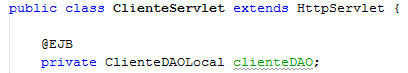 public class ClienteServlet extends HttpServlet {
@EJB
private ClienteDAOLocal clienteDAO;